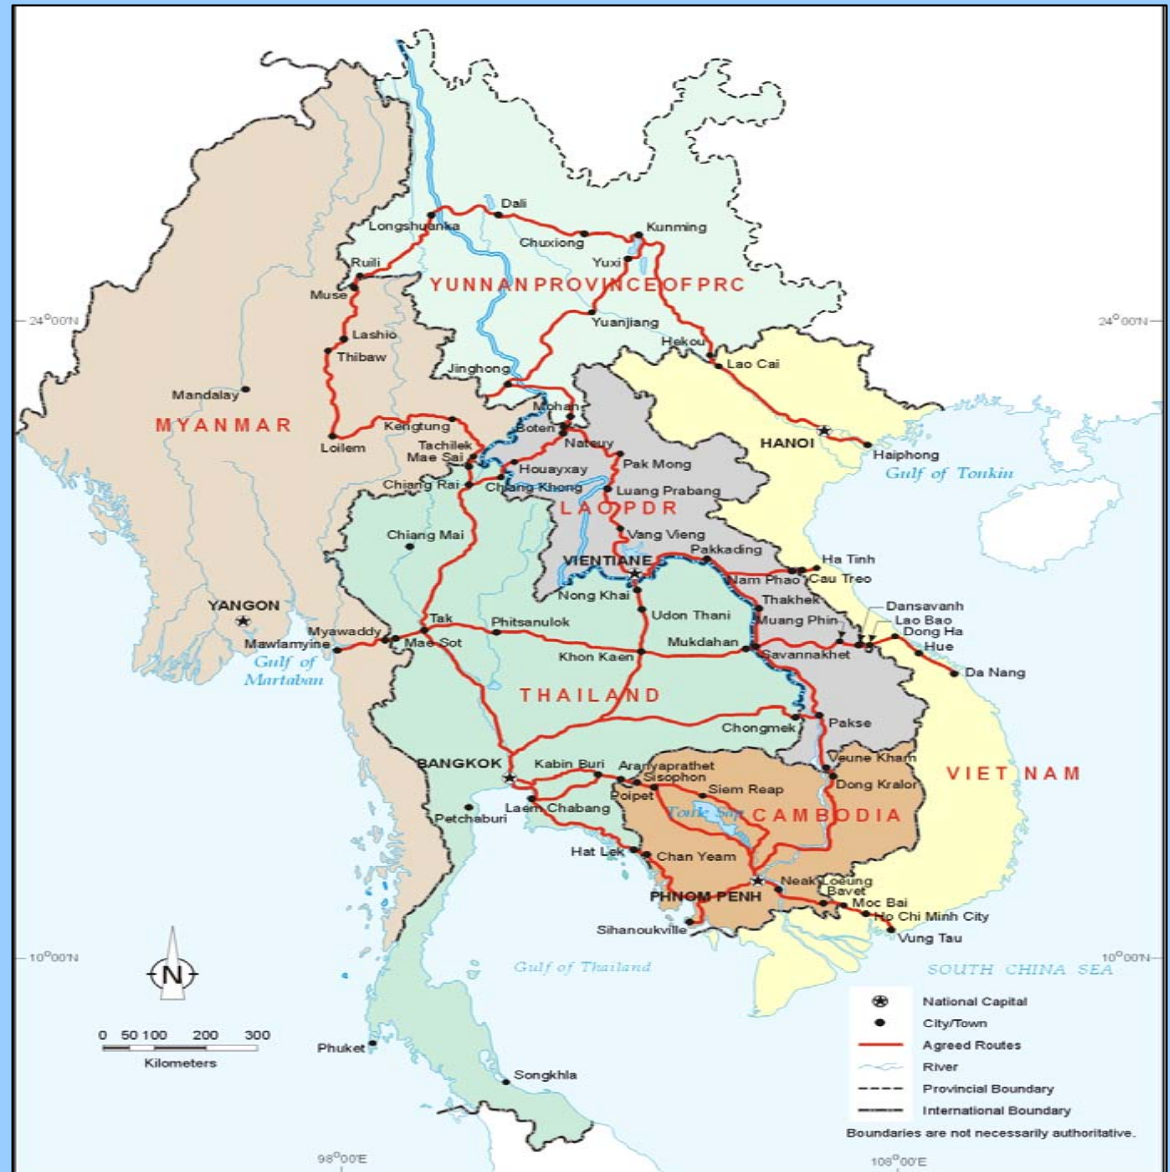 Dali
Longshuanka
Kunming
Chuxiong
Yuxi
Ruili
YUNNAN PROVINCE OF PRC
Muse
24°00'N
24°00'N
Yuanjiang
Lashio
Hekou
Thibaw
Lao Cai
Jinghong
Mandalay
Mohan
MYANMAR
Kengtung
Boten
HANOI
Nateuy
Loilem
Tachilek
Haiphong
Mae Sai
Pak Mong
Houayxay
Gulf of Tonkin
Chiang Rai
Chiang Khong
Luang Prabang
LAO PDR
Chiang Mai
Vang Vieng
Pakkading
VIENTIANE
Ha Tinh
Nam Phao
Cau Treo
Nong Khai
Thakhek
YANGON
Dansavanh
Udon Thani
Muang Phin
Lao Bao
Tak
Phitsanulok
Myawaddy
Dong Ha
Mawlamyine
Mae Sot
Mukdahan
Hue
Khon Kaen
Savannakhet
Gulf of
Martaban
Da Nang
THAILAND
Chongmek
Pakse
BANGKOK
Kabin Buri
Aranyaprathet
Veune Kham
Sisophon
VIET NAM
Poipet
Siem Reap
Dong Kralor
Laem Chabang
Tonle Sap
CAMBODIA
Petchaburi
Hat Lek
Chan Yeam
Neak Loeung
PHNOM PENH
Bavet
Moc Bai
Ho Chi Minh City
Sihanoukville
Vung Tau
10°00'N
10°00'N
Gulf of Thailand
SOUTH CHINA SEA
N
National Capital
City/Town
0 50 100 200 300
Kilometers
Agreed Routes
Phuket
River
Songkhla
Provincial Boundary
International Boundary
Boundaries are not necessarily authoritative.
98°00'E
108°00'E